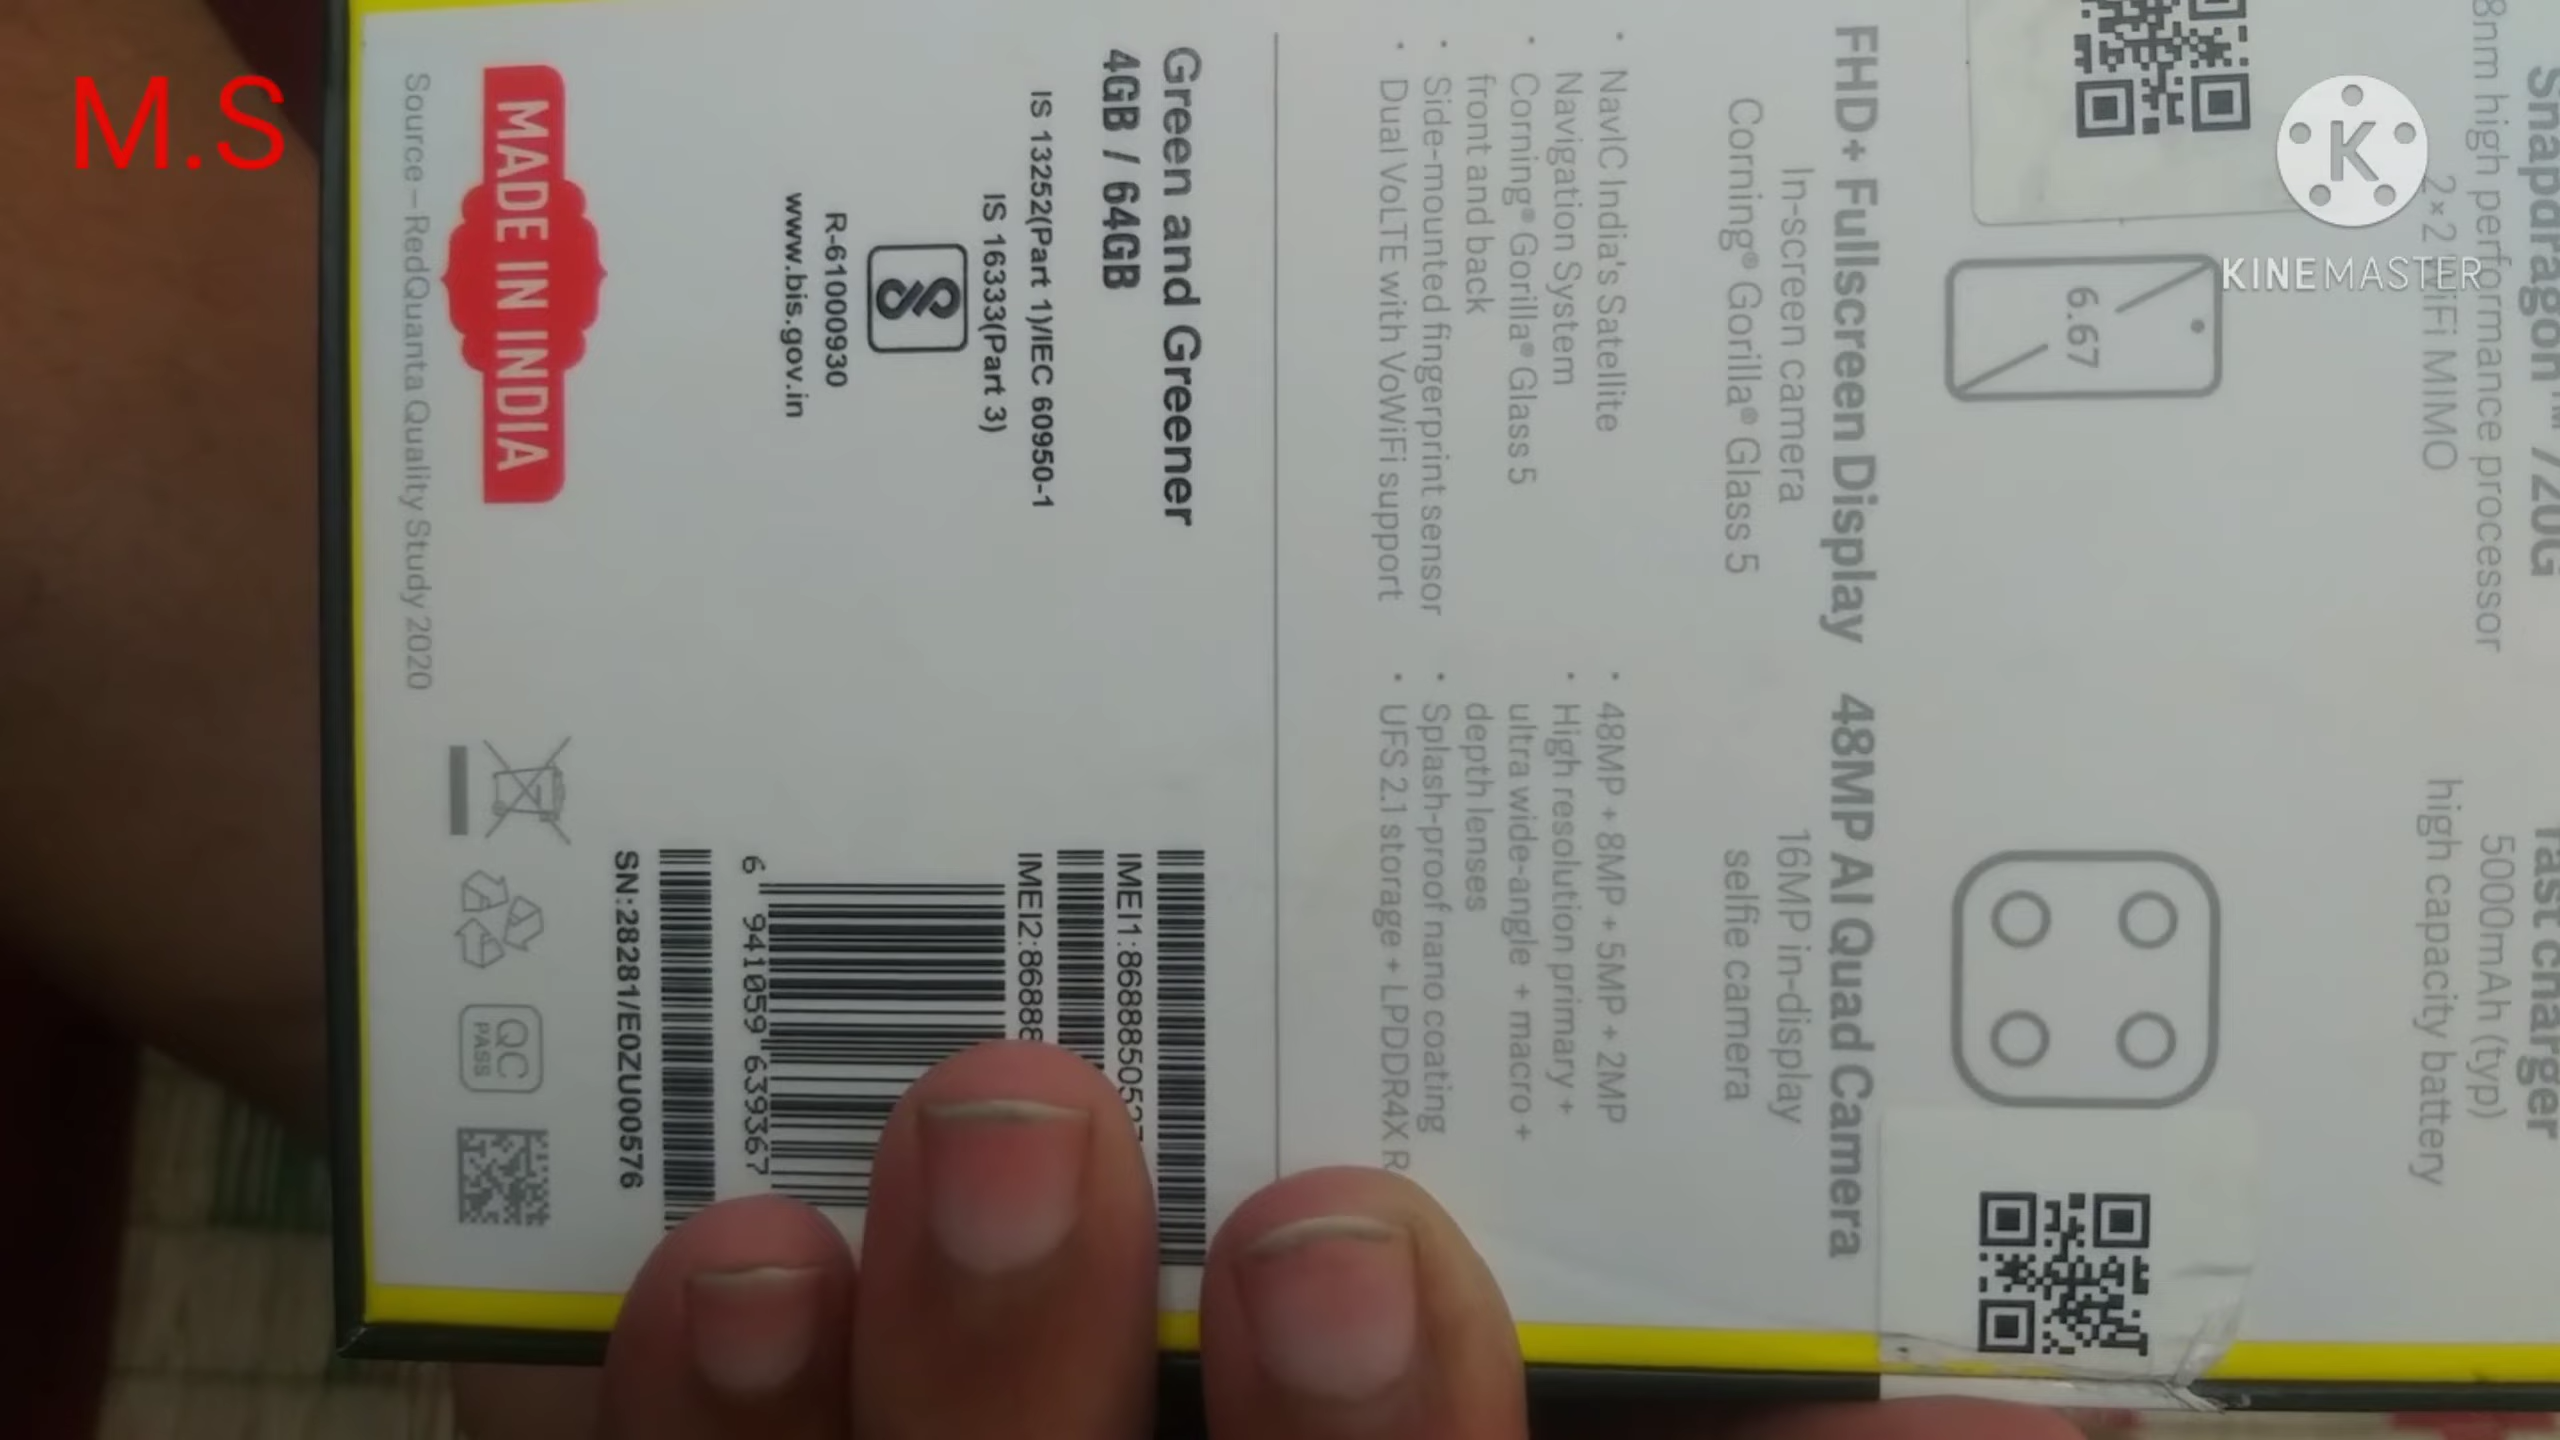 M.S
KINEMASTER
Snapdragon™ 720G
8nm high performance processor
2×2 WiFi MIMO
fast charger
5000mAh (typ)
high capacity battery
6.67
FHD+ Fullscreen Display
In-screen camera
Corning® Gorilla® Glass 5
48MP AI Quad Camera
16MP in-display
selfie camera
• NavIC India's Satellite
Navigation System
• Corning® Gorilla® Glass 5
front and back
• Side-mounted fingerprint sensor
• Dual VoLTE with VoWiFi support
• 48MP + 8MP + 5MP + 2MP
• High resolution primary +
ultra wide-angle + macro +
depth lenses
• Splash-proof nano coating
• UFS 2.1 storage + LPDDR4X R
Green and Greener
4GB / 64GB
IS 13252(Part 1)/IEC 60950-1
IS 16333(Part 3)
R-61000930
www.bis.gov.in
IMEI1:86888505
IMEI2:86888
6 941059 639367
SN:28281/E0ZU00576
MADE IN INDIA
Source–RedQuanta Quality Study 2020
QC
PASS